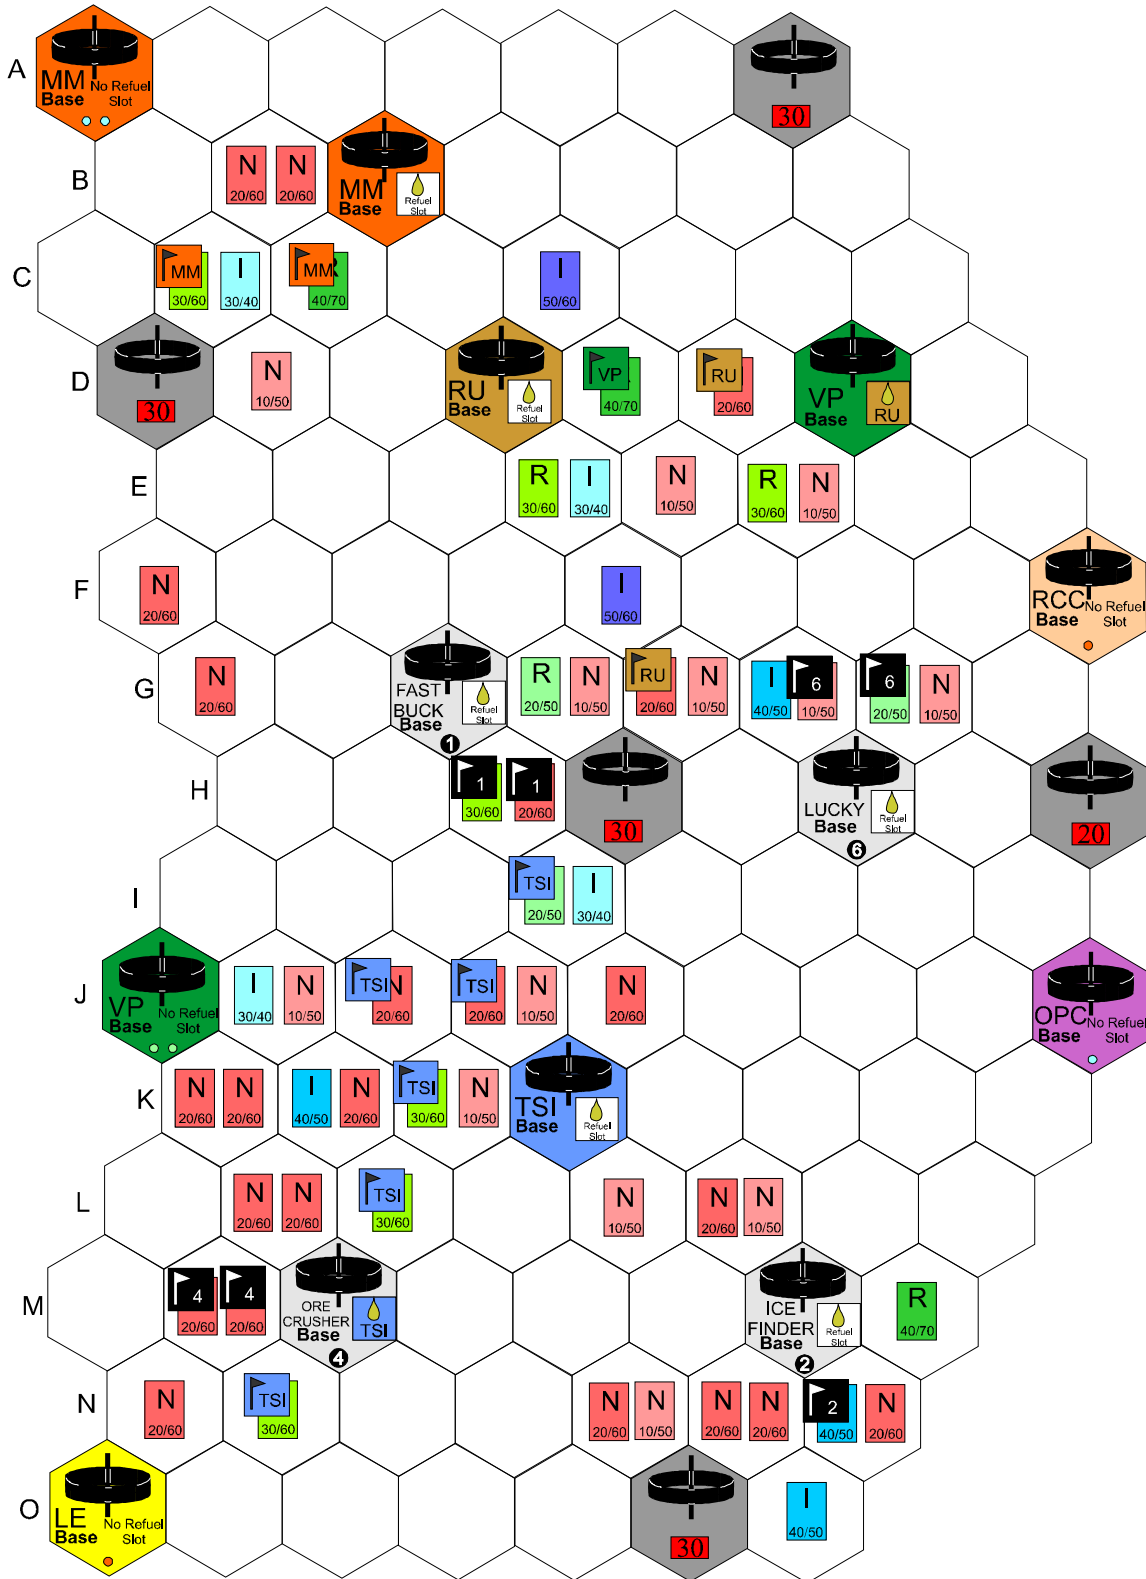 A
MM No Refuel
Base Slot
30
B
N N
20/60 20/60
MM
Base
Refuel
Slot
C
MM I
30/60 30/40
MM
40/70
I
50/60
D
30
N
10/50
RU
Base
Refuel
Slot
VP
40/70
RU
20/60
VP
Base
RU
E
R I
30/60 30/40
N
10/50
R N
30/60 10/50
F
N
20/60
I
50/60
RCC No Refuel
Base Slot
G
N
20/60
FAST
BUCK
Base
Refuel
Slot
1
R N
20/50 10/50
RU N
20/60 10/50
I 6
40/50 10/50
6 N
20/50 10/50
H
1 1
30/60 20/60
30
LUCKY
Base
Refuel
Slot
6
20
I
TSI I
20/50 30/40
J
VP No Refuel
Base Slot
I N
30/40 10/50
TSI N
20/60
TSI N
20/60 10/50
N
20/60
OPC No Refuel
Base Slot
K
N N
20/60 20/60
I N
40/50 20/60
TSI N
30/60 10/50
TSI
Base
Refuel
Slot
L
N N
20/60 20/60
TSI
30/60
N
10/50
N N
20/60 10/50
M
4 4
20/60 20/60
ORE
CRUSHER
Base
TSI
4
ICE
FINDER
Base
Refuel
Slot
2
R
40/70
N
N
20/60
TSI
30/60
N N
20/60 10/50
N N
20/60 20/60
2 N
40/50 20/60
O
LE No Refuel
Base Slot
30
I
40/50